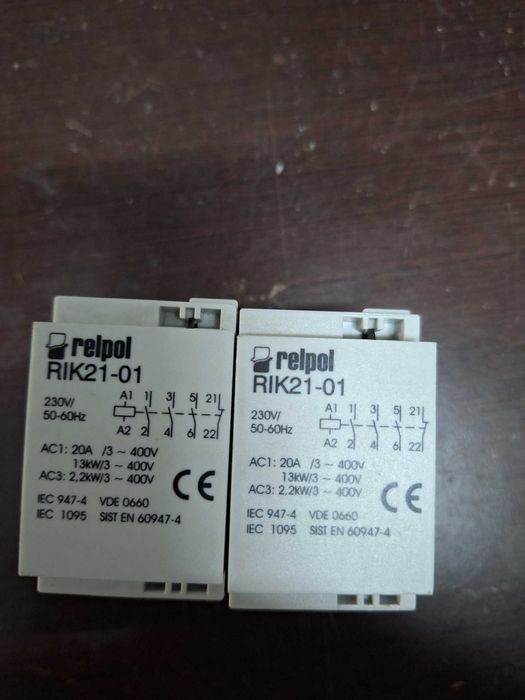 relpol
RIK21-01
230V/
50-60Hz
A1 1 3 5 21
A2 2 4 6 22
AC1: 20A /3 ~ 400V
13kW/3 ~ 400V
AC3: 2,2kW/3 ~ 400V
CE
IEC 947-4 VDE 0660
IEC 1095 SIST EN 60947-4
relpol
RIK21-01
230V/
50-60Hz
A1 1 3 5 21
A2 2 4 6 22
AC1: 20A /3 ~ 400V
13kW/3 ~ 400V
AC3: 2,2kW/3 ~ 400V
CE
IEC 947-4 VDE 0660
IEC 1095 SIST EN 60947-4